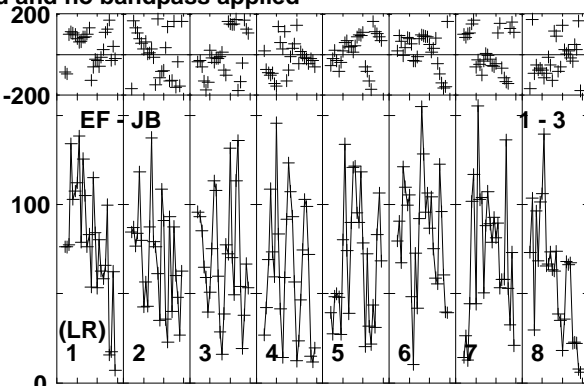 d and no bandpass applied
200
-200
EF - JB 1 - 3
100
(LR)
1 2 3 4 5 6 7 8
0